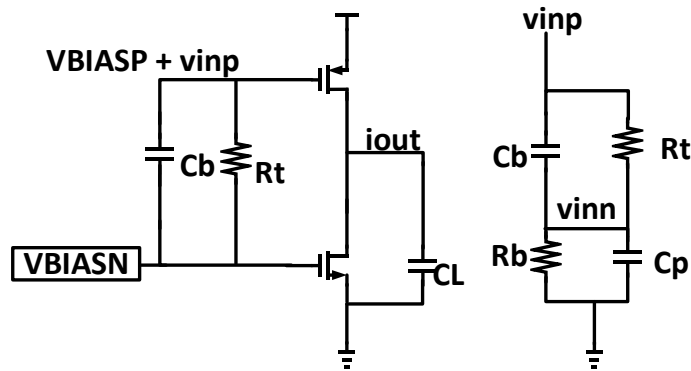 VBIASP + vinp
Cb
Rt
iout
VBIASN
CL
vinp
Cb
Rt
vinn
Rb
Cp